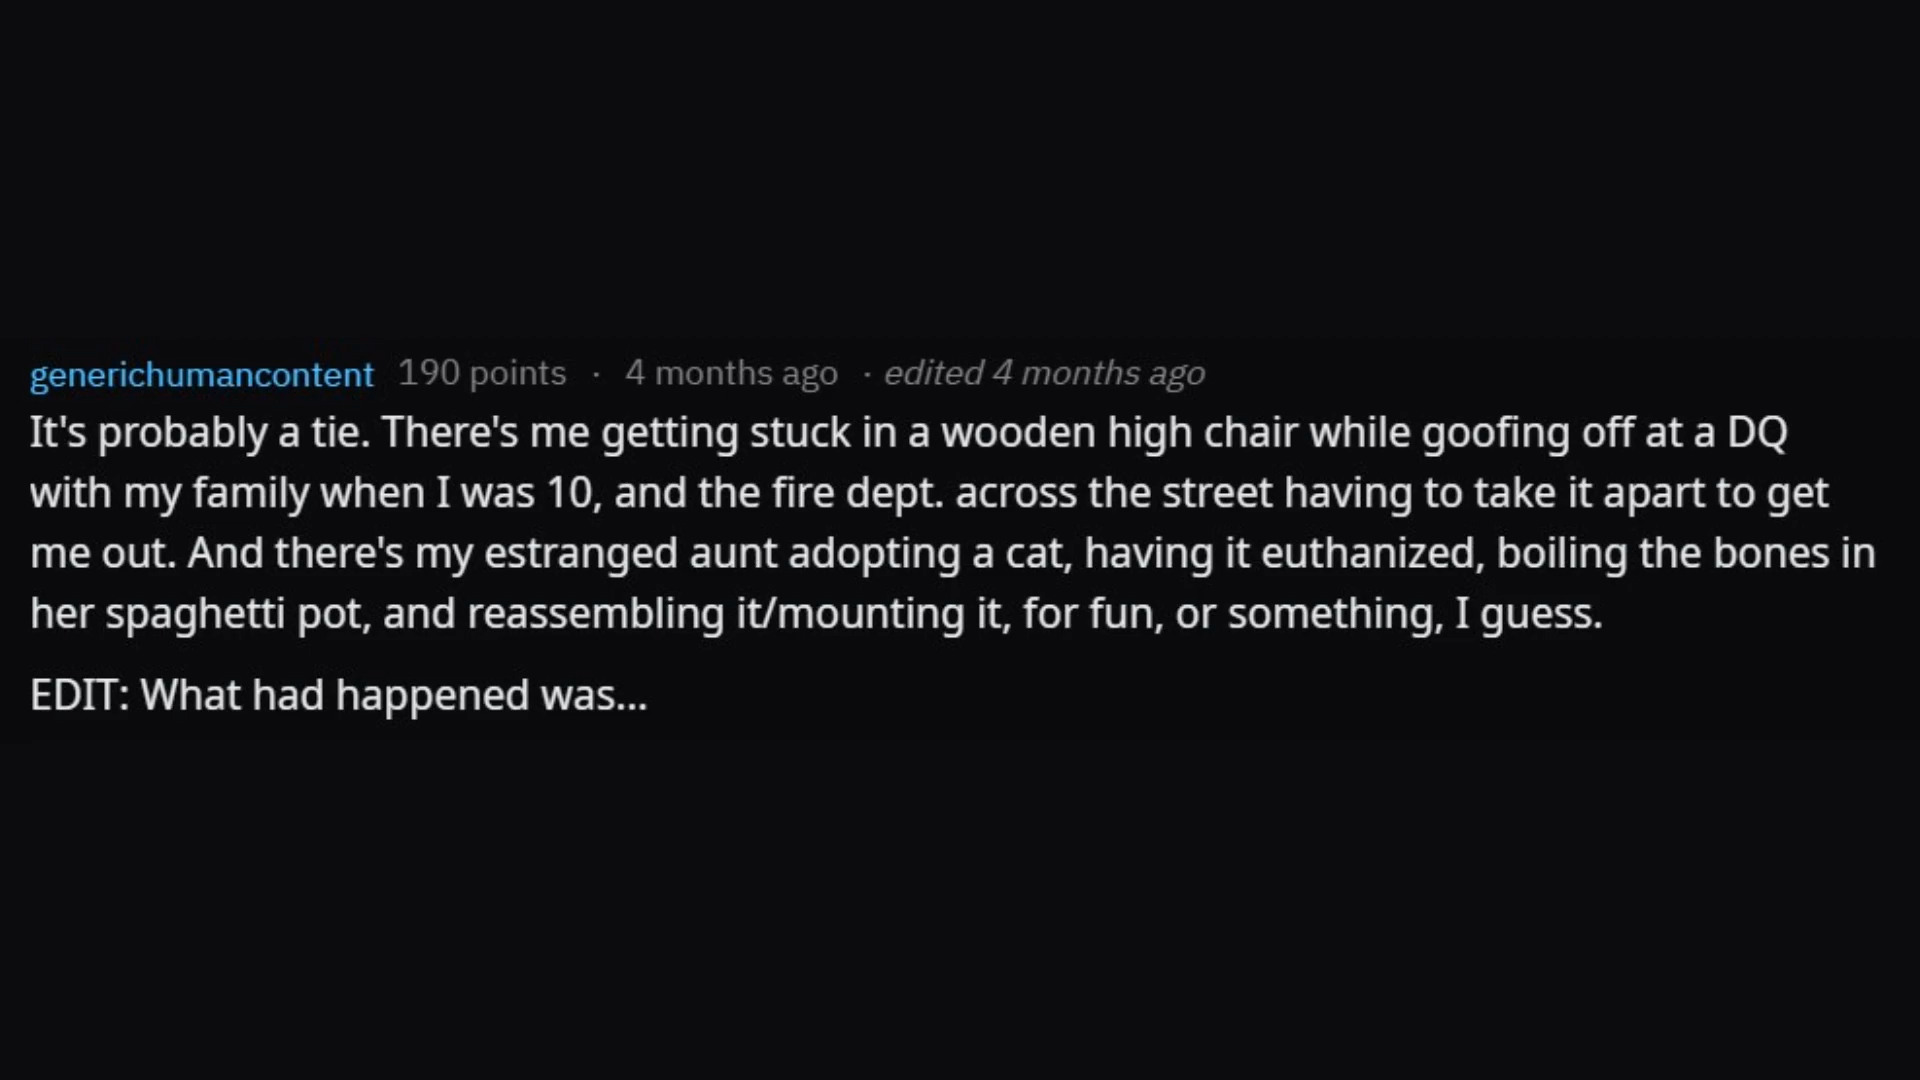 generichumancontent 190 points · 4 months ago · edited 4 months ago
It's probably a tie. There's me getting stuck in a wooden high chair while goofing off at a DQ
with my family when I was 10, and the fire dept. across the street having to take it apart to get
me out. And there's my estranged aunt adopting a cat, having it euthanized, boiling the bones in
her spaghetti pot, and reassembling it/mounting it, for fun, or something, I guess.
EDIT: What had happened was...